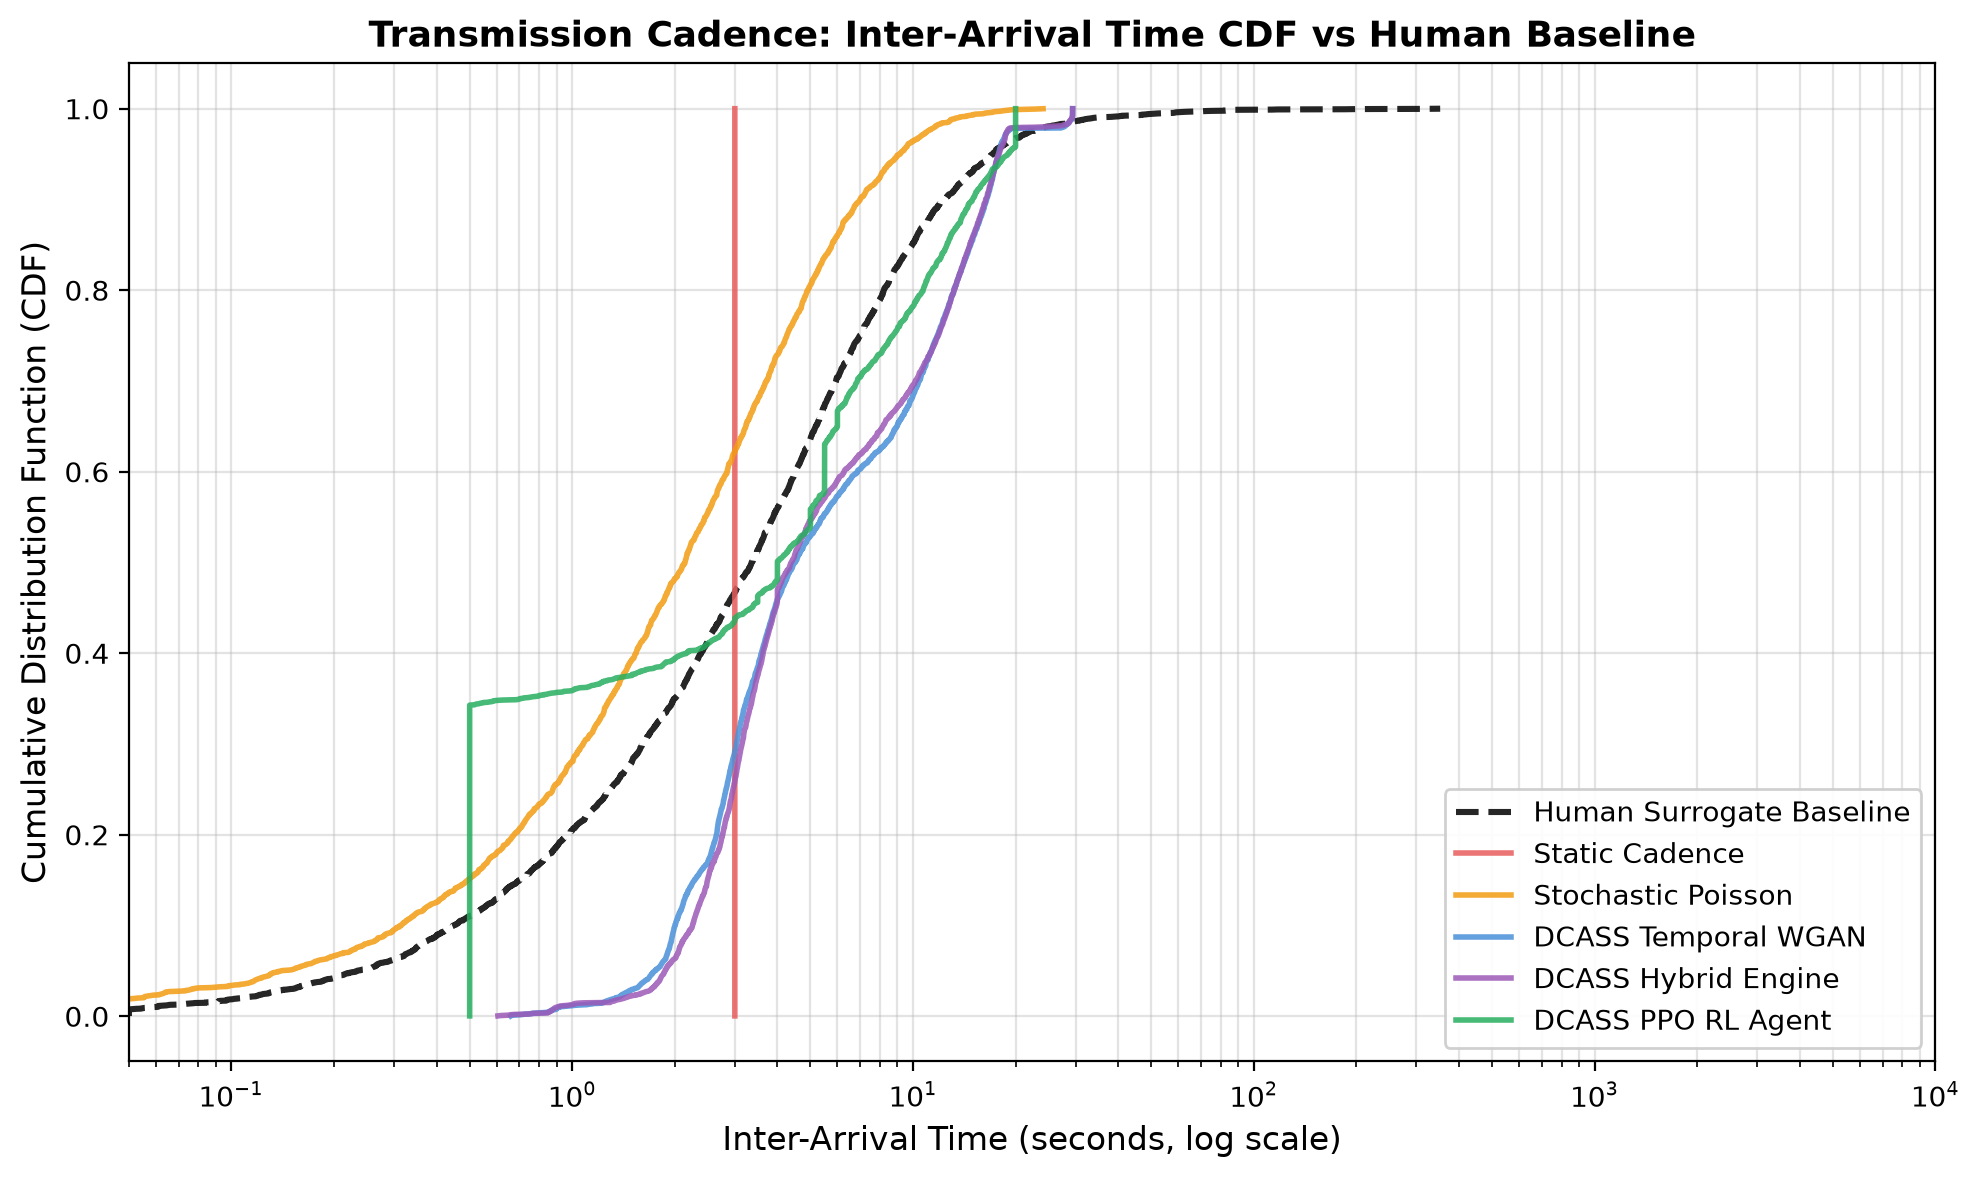 Transmission Cadence: Inter-Arrival Time CDF vs Human Baseline
Cumulative Distribution Function (CDF)
1.0
0.8
0.6
0.4
0.2
0.0
Human Surrogate Baseline
Static Cadence
Stochastic Poisson
DCASS Temporal WGAN
DCASS Hybrid Engine
DCASS PPO RL Agent
10⁻¹ 10⁰ 10¹ 10² 10³ 10⁴
Inter-Arrival Time (seconds, log scale)